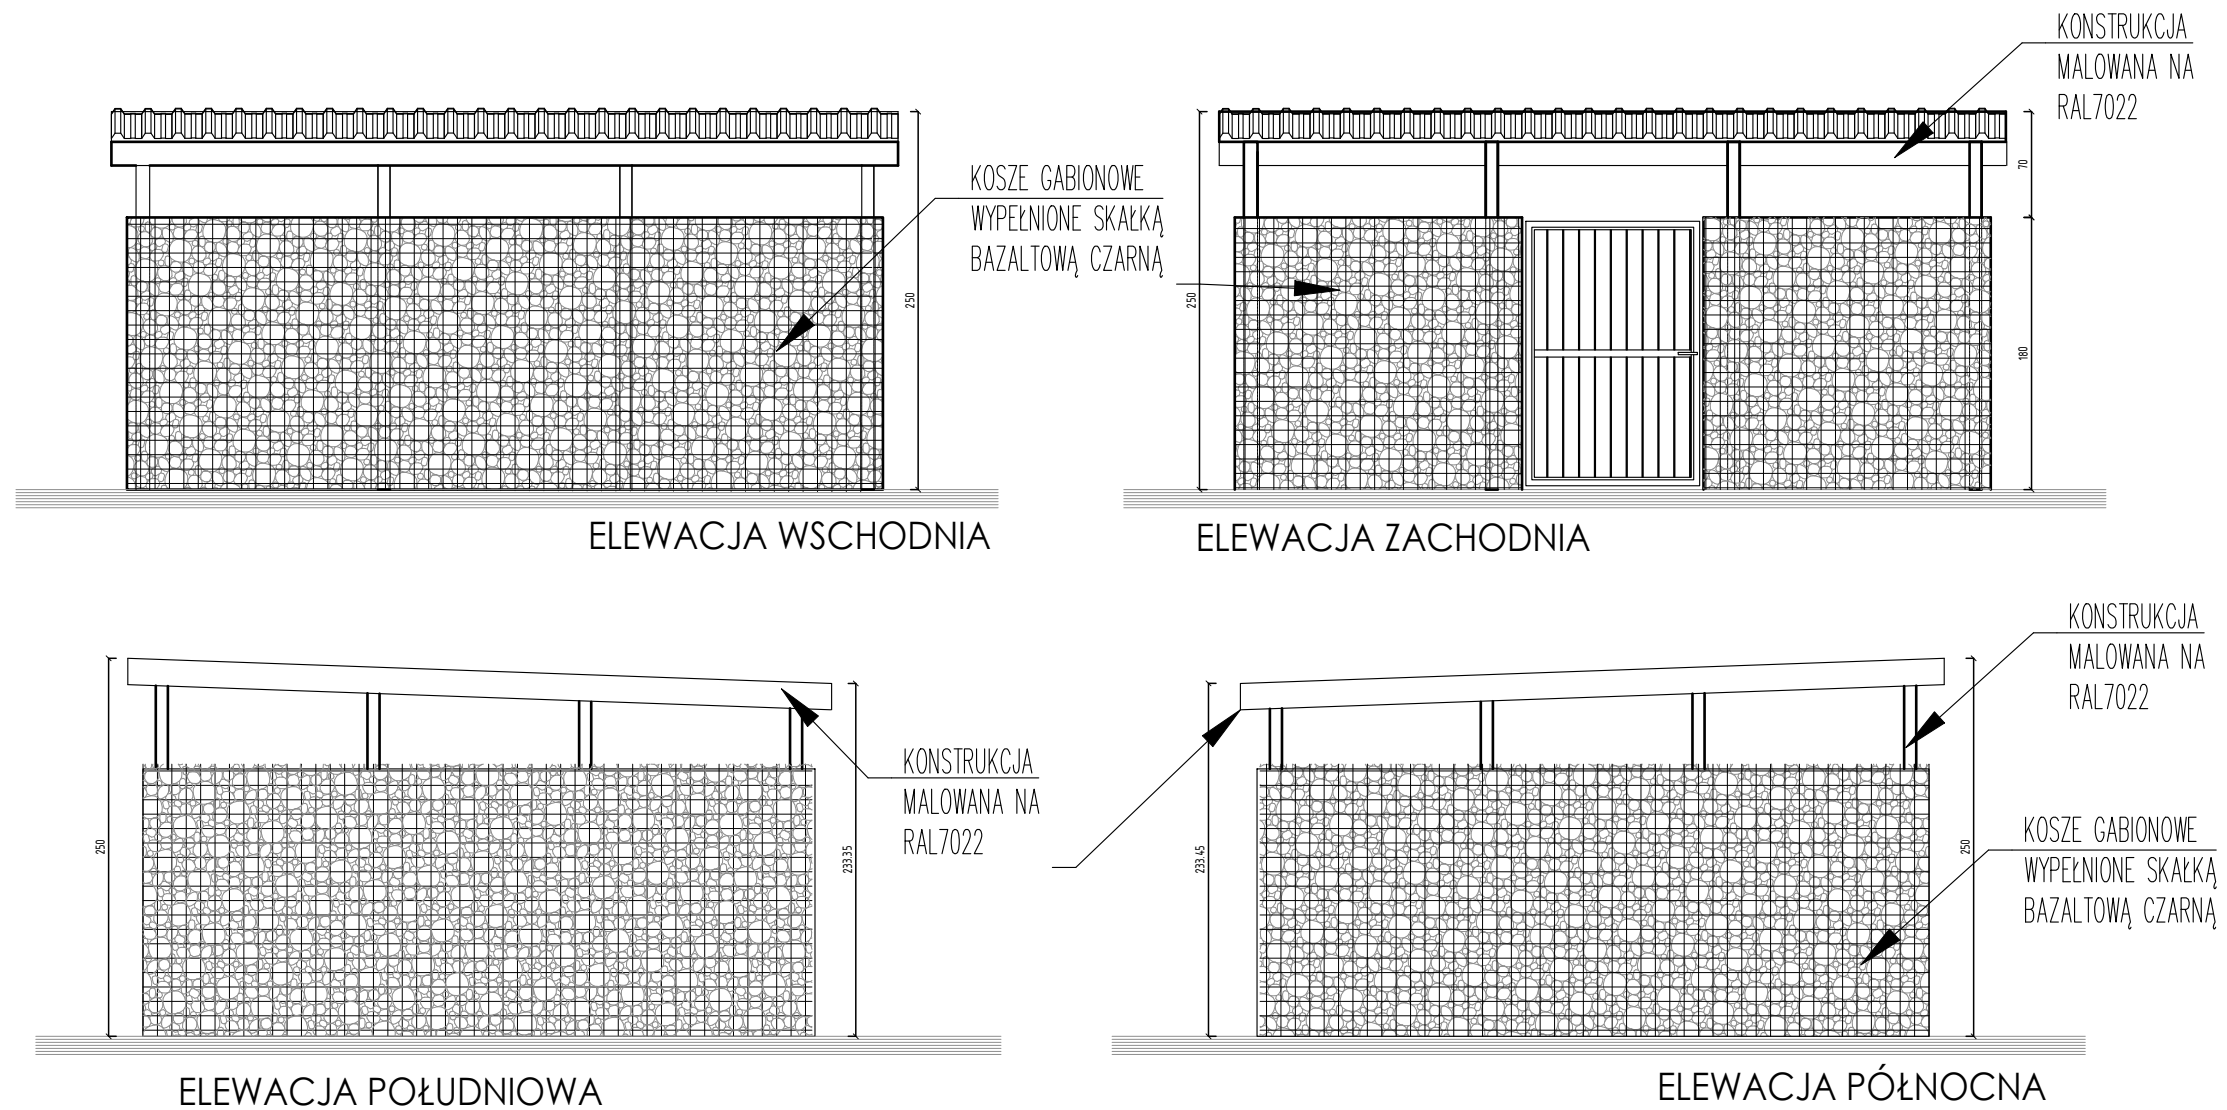 KONSTRUKCJA
MALOWANA NA
RAL7022
KOSZE GABIONOWE
WYPEŁNIONE SKAŁKĄ
BAZALTOWĄ CZARNĄ
250
250
70
180
ELEWACJA WSCHODNIA
ELEWACJA ZACHODNIA
KONSTRUKCJA
MALOWANA NA
RAL7022
KONSTRUKCJA
MALOWANA NA
RAL7022
KOSZE GABIONOWE
WYPEŁNIONE SKAŁKĄ
BAZALTOWĄ CZARNĄ
250
233.35
233.45
250
ELEWACJA POŁUDNIOWA
ELEWACJA PÓŁNOCNA